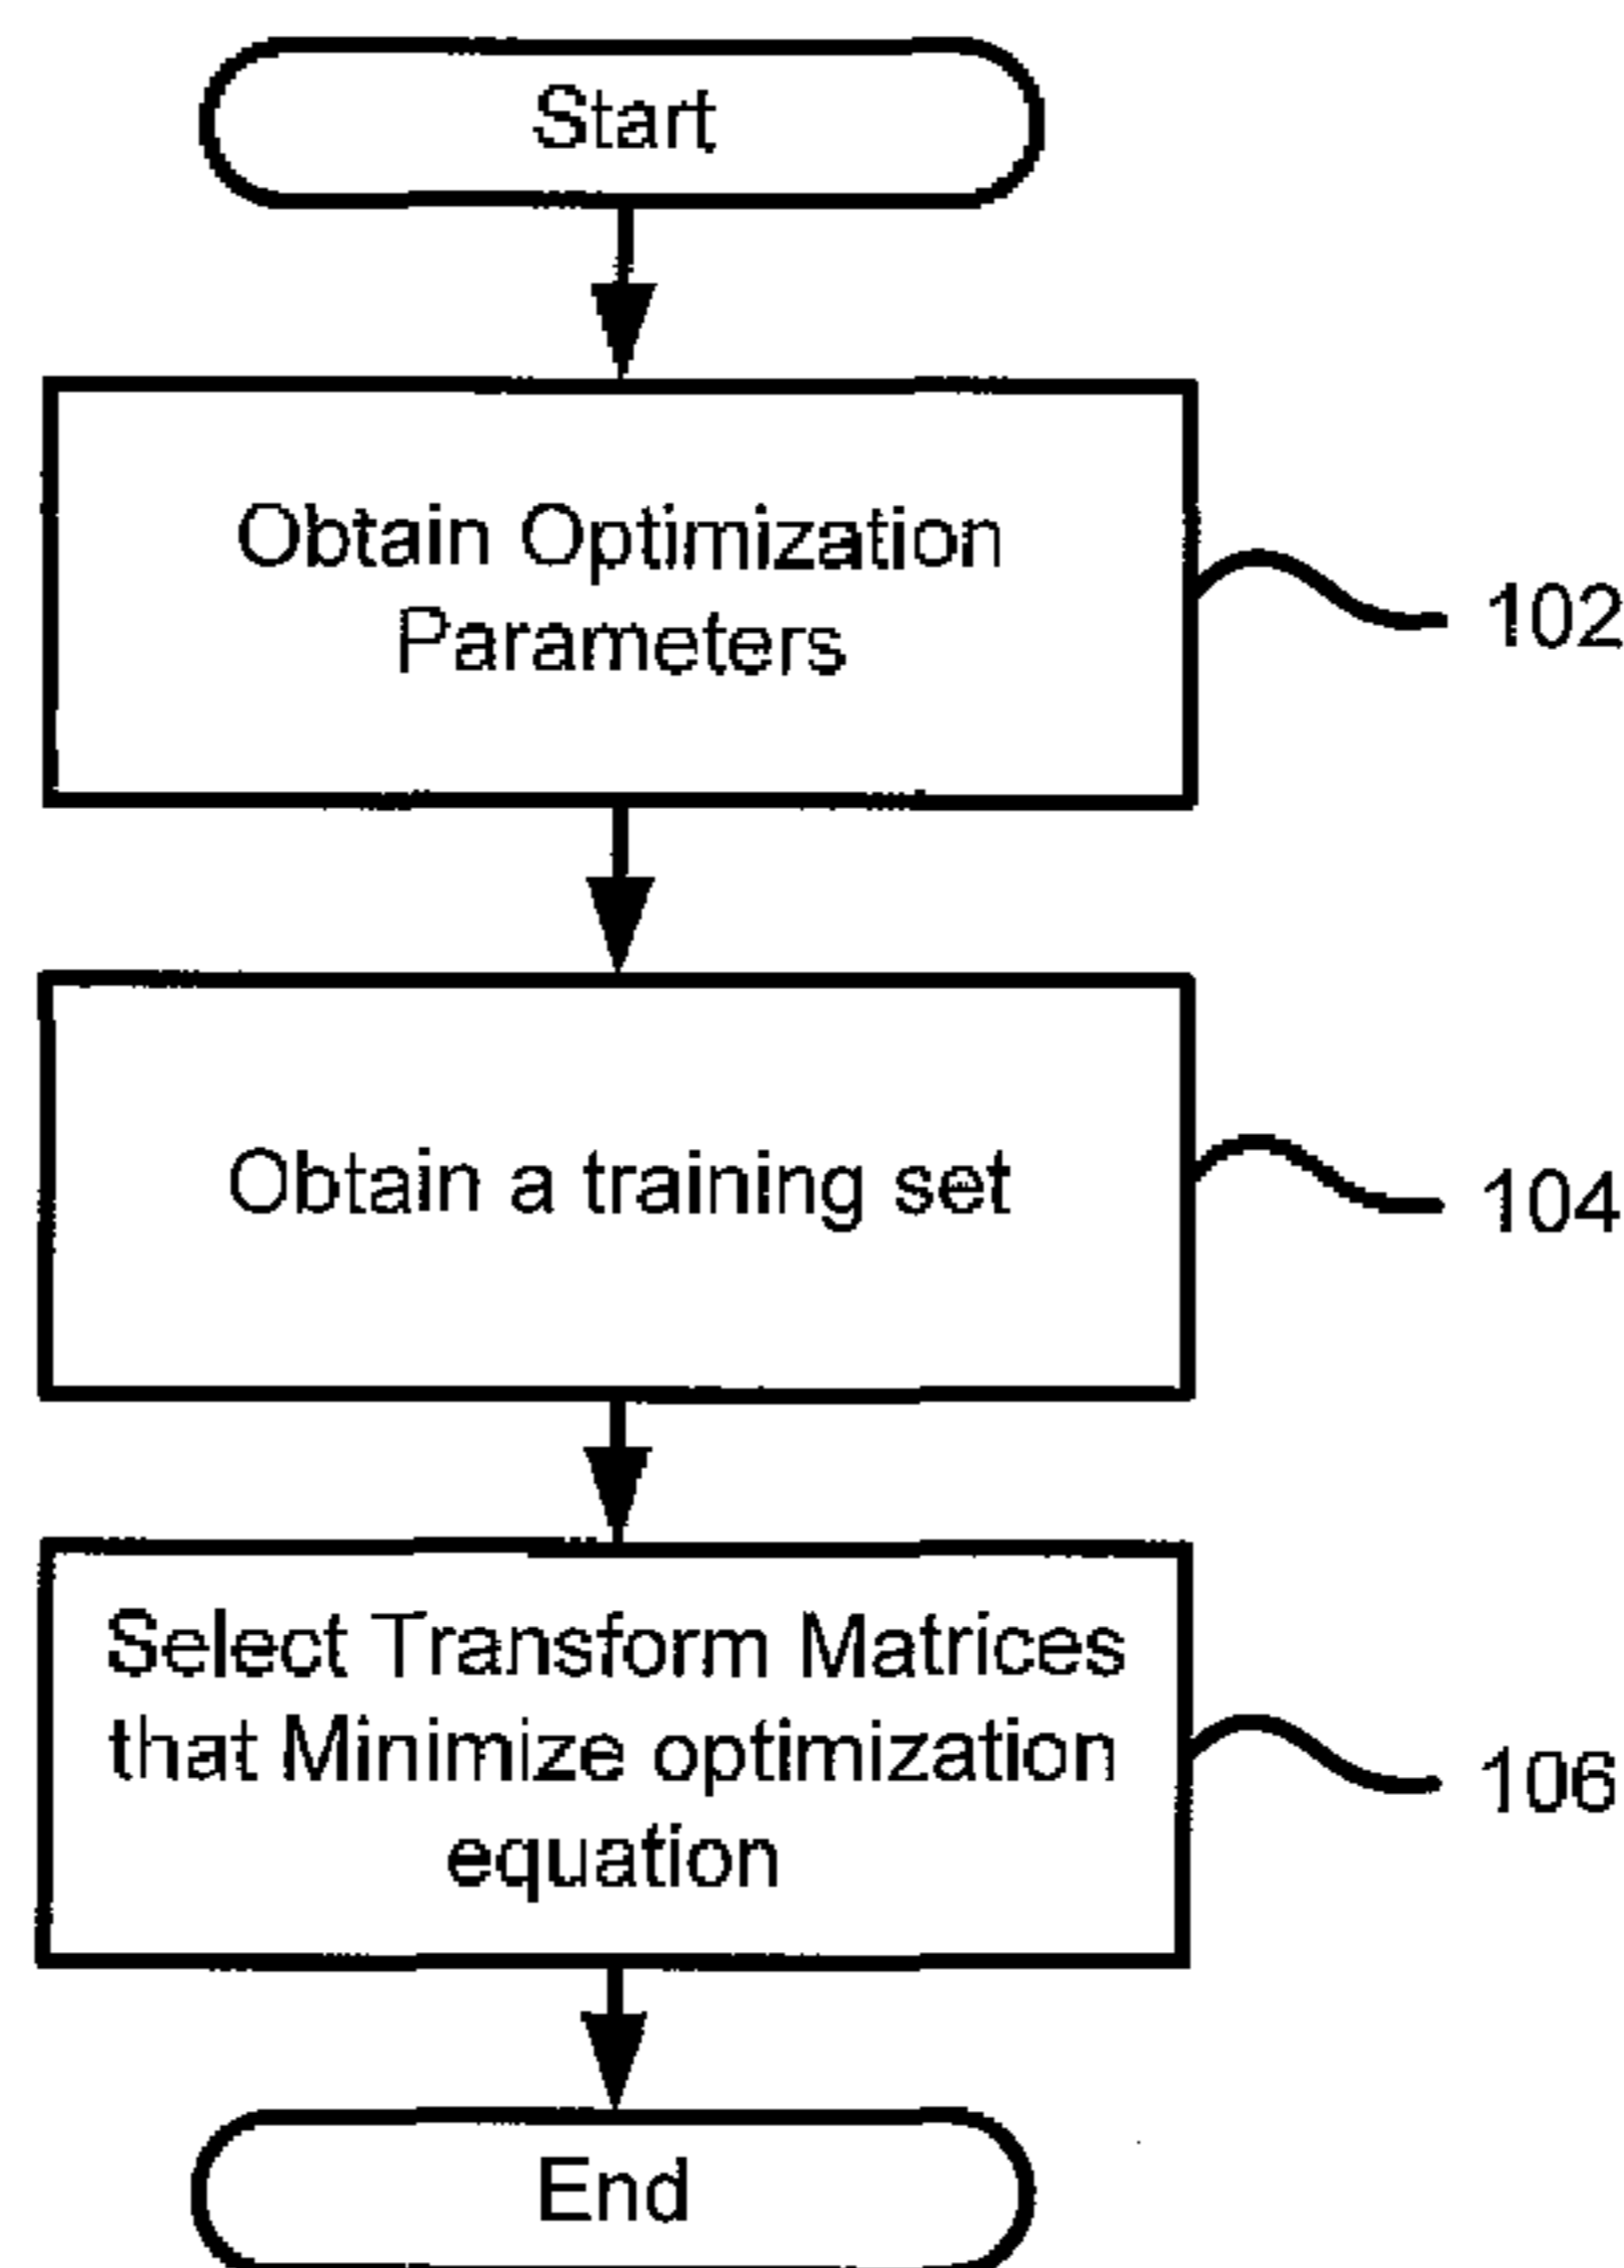 Start
Obtain Optimization
Parameters
102
Obtain a training set
104
Select Transform Matrices
that Minimize optimization
equation
106
End